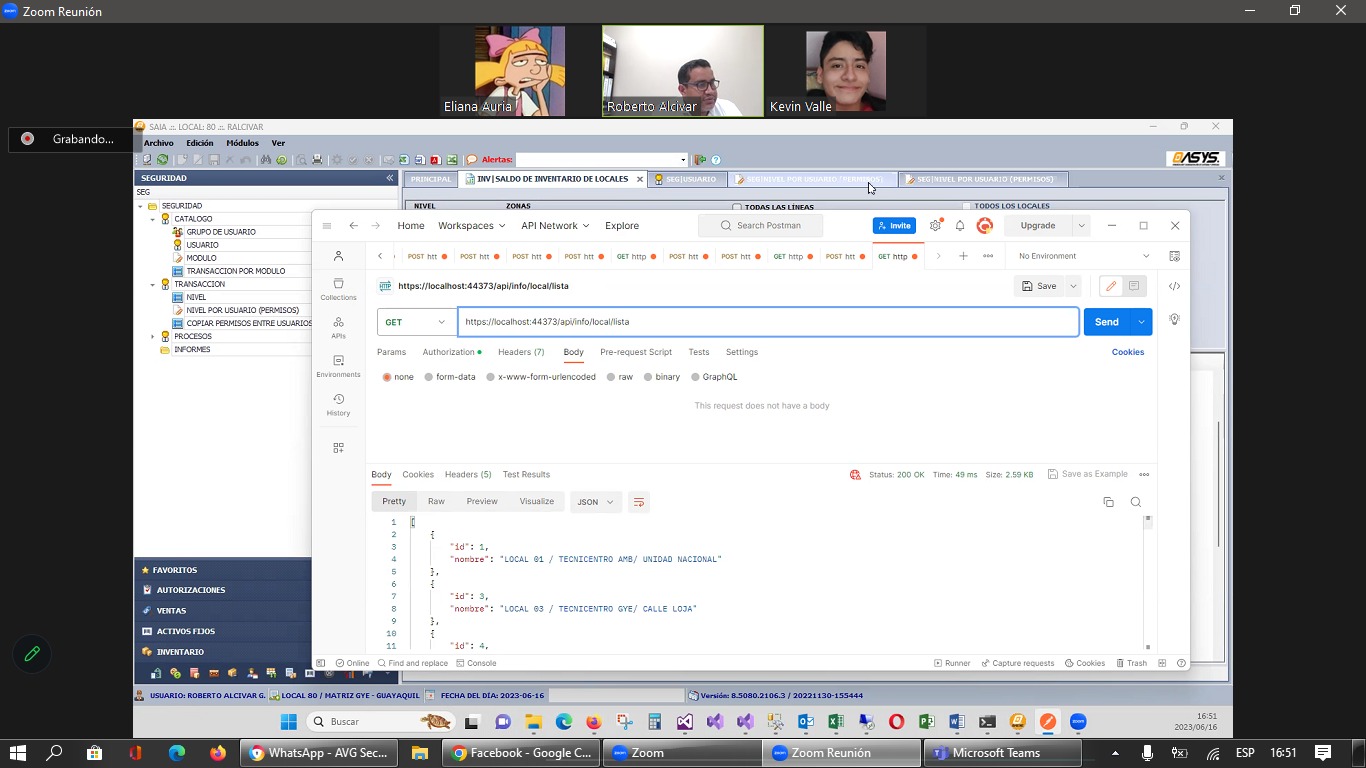 Zoom Reunión
Eliana Auria
Roberto Alcivar
Kevin Valle
Grabando...
SAIA .::. LOCAL: 80 .::. RALCIVAR
Archivo Edición Módulos Ver
Alertas:
OASYS
SEGURIDAD
PRINCIPAL INV|SALDO DE INVENTARIO DE LOCALES SEG|USUARIO SEG|NIVEL POR USUARIO (PERMISOS) SEG|NIVEL POR USUARIO (PERMISOS)
SEG
NIVEL ZONAS TODAS LAS LÍNEAS TODOS LOS LOCALES
SEGURIDAD
CATALOGO
GRUPO DE USUARIO
USUARIO
MODULO
TRANSACCION POR MODULO
TRANSACCION
NIVEL
NIVEL POR USUARIO (PERMISOS)
COPIAR PERMISOS ENTRE USUARIOS
PROCESOS
INFORMES
FAVORITOS
AUTORIZACIONES
VENTAS
ACTIVOS FIJOS
INVENTARIO
Home Workspaces API Network Explore
Search Postman
Invite
Upgrade
POST htt POST htt POST htt POST htt GET http POST htt POST htt GET http POST htt GET http
No Environment
Collections
APIs
Environments
History
HTTP https://localhost:44373/api/info/local/lista
Save
GET https://localhost:44373/api/info/local/lista
Send
Params Authorization Headers (7) Body Pre-request Script Tests Settings Cookies
none form-data x-www-form-urlencoded raw binary GraphQL
This request does not have a body
Body Cookies Headers (5) Test Results Status: 200 OK Time: 49 ms Size: 2.59 KB Save as Example
Pretty Raw Preview Visualize JSON
1 [
2 {
3 "id": 1,
4 "nombre": "LOCAL 01 / TECNICENTRO AMB/ UNIDAD NACIONAL"
5 },
6 {
7 "id": 3,
8 "nombre": "LOCAL 03 / TECNICENTRO GYE/ CALLE LOJA"
9 },
10 {
11 "id": 4,
Online Find and replace Console Runner Capture requests Cookies Trash
USUARIO: ROBERTO ALCIVAR G. LOCAL 80 / MATRIZ GYE - GUAYAQUIL FECHA DEL DÍA: 2023-06-16 Versión: 8.5080.2106.3 / 20221130-155444
Buscar
16:51
2023/06/16
WhatsApp - AVG Sec... Facebook - Google C... Zoom Zoom Reunión Microsoft Teams ESP 16:51